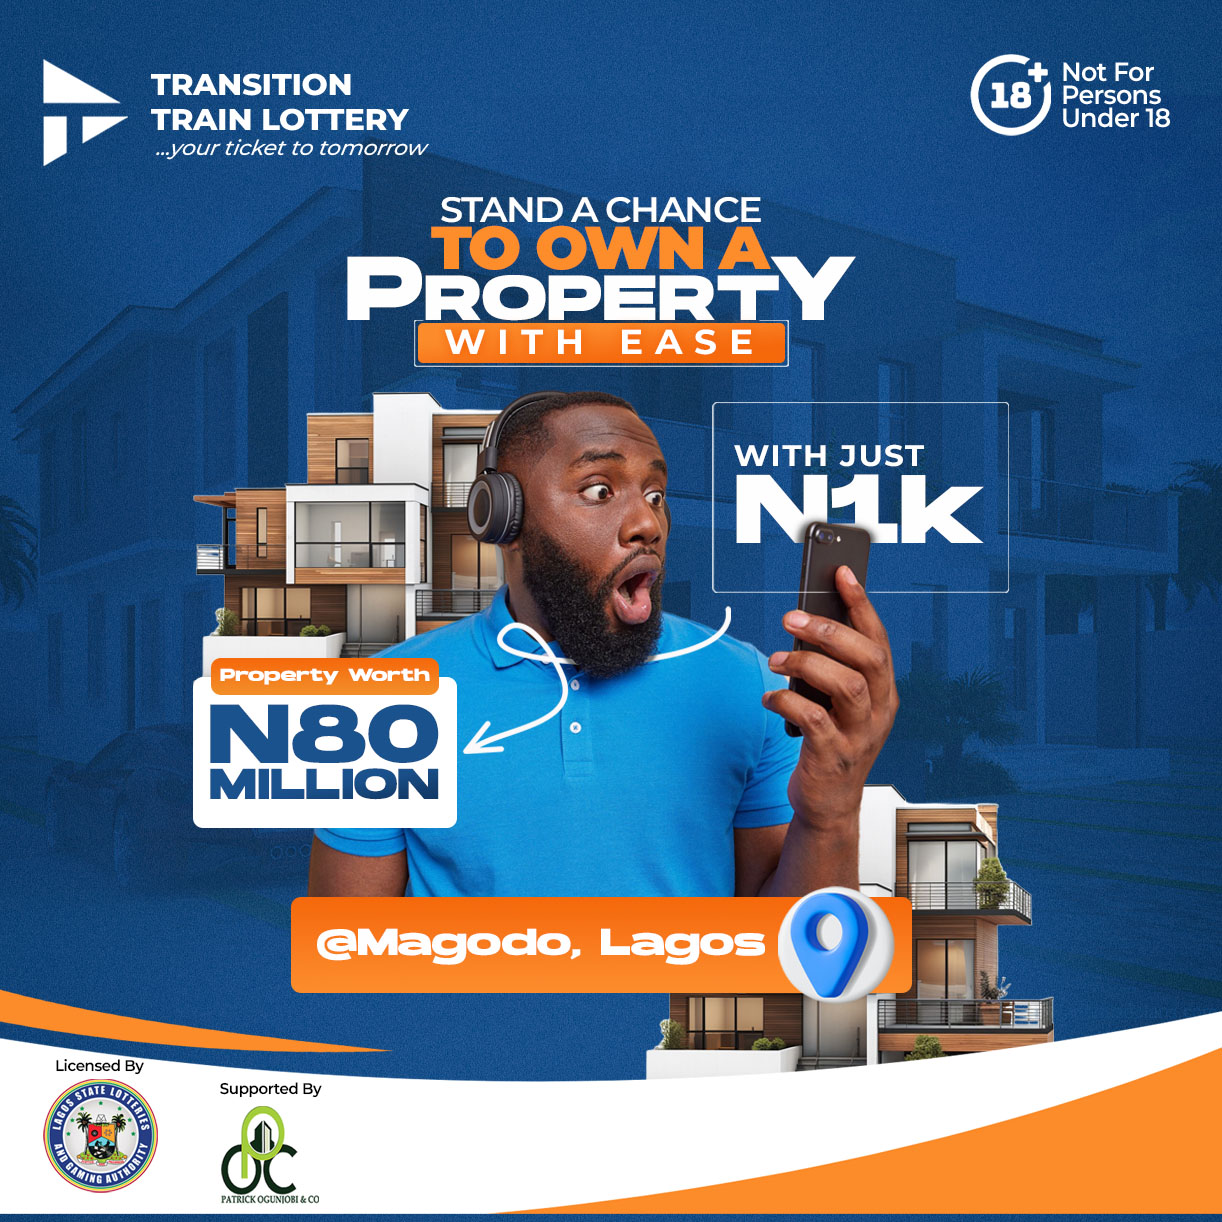 TRANSITION
TRAIN LOTTERY
...your ticket to tomorrow
18+
Not For
Persons
Under 18
STAND A CHANCE
TO OWN A
PROPERTY
WITH EASE
WITH JUST
N1k
Property Worth
N80
MILLION
@Magodo, Lagos
Licensed By
LAGOS STATE LOTTERIES
AND GAMING AUTHORITY
Supported By
OPC
PATRICK OGUNJOBI & CO